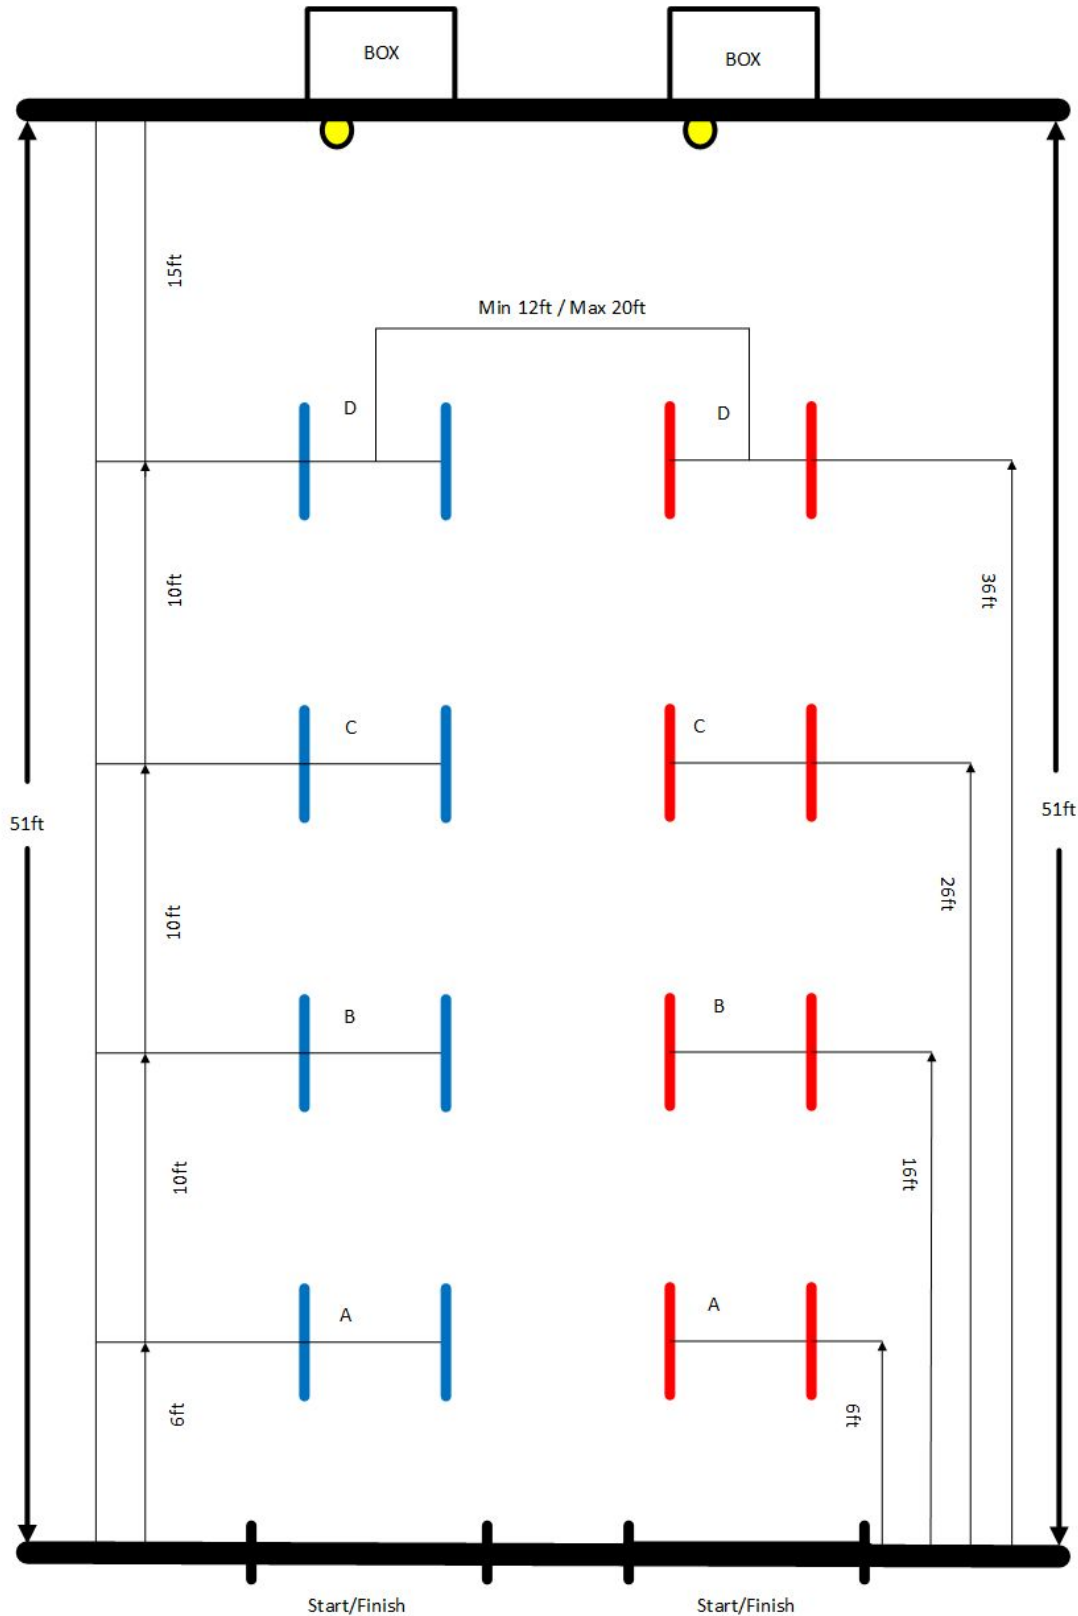 BOX
BOX
15ft
Min 12ft / Max 20ft
D
D
10ft
36ft
C
C
51ft
51ft
10ft
26ft
B
B
10ft
16ft
A
A
6ft
6ft
Start/Finish
Start/Finish